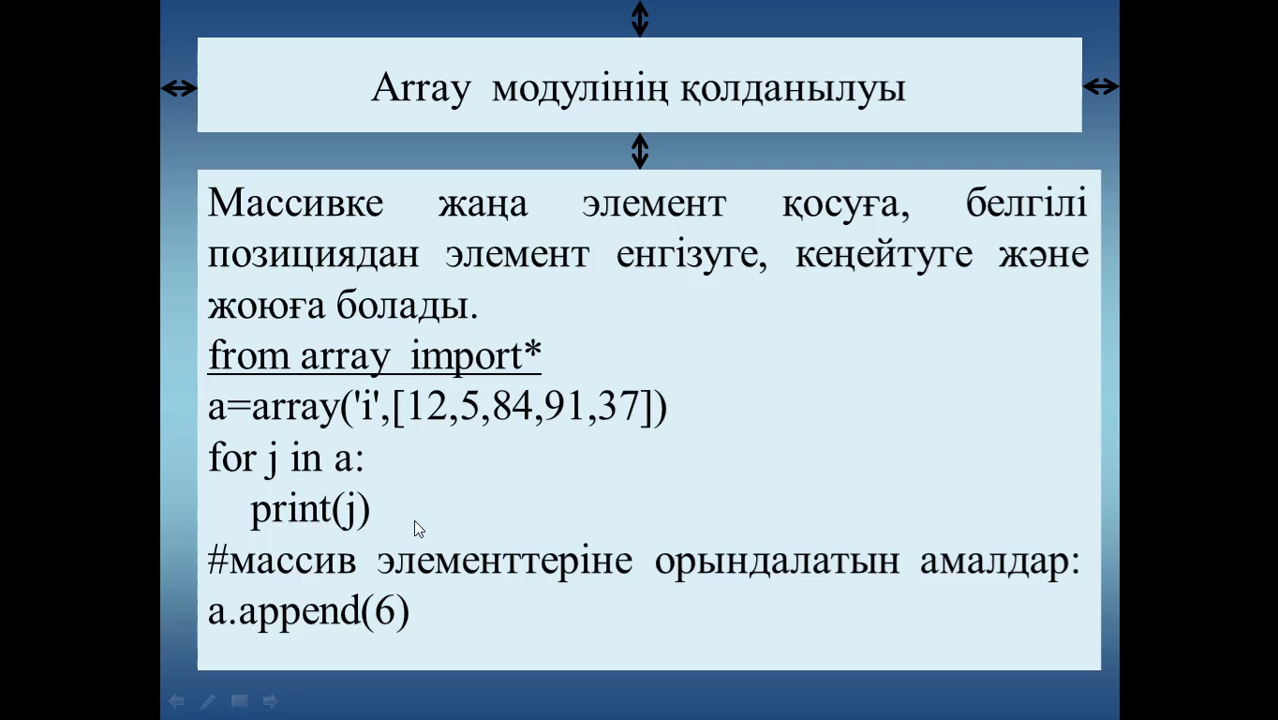 Array модулінің қолданылуы
Массивке жаңа элемент қосуға, белгілі
позициядан элемент енгізуге, кеңейтуге және
жоюға болады.
from array import*
a=array('i',[12,5,84,91,37])
for j in a:
print(j)
#массив элементтеріне орындалатын амалдар:
a.append(6)